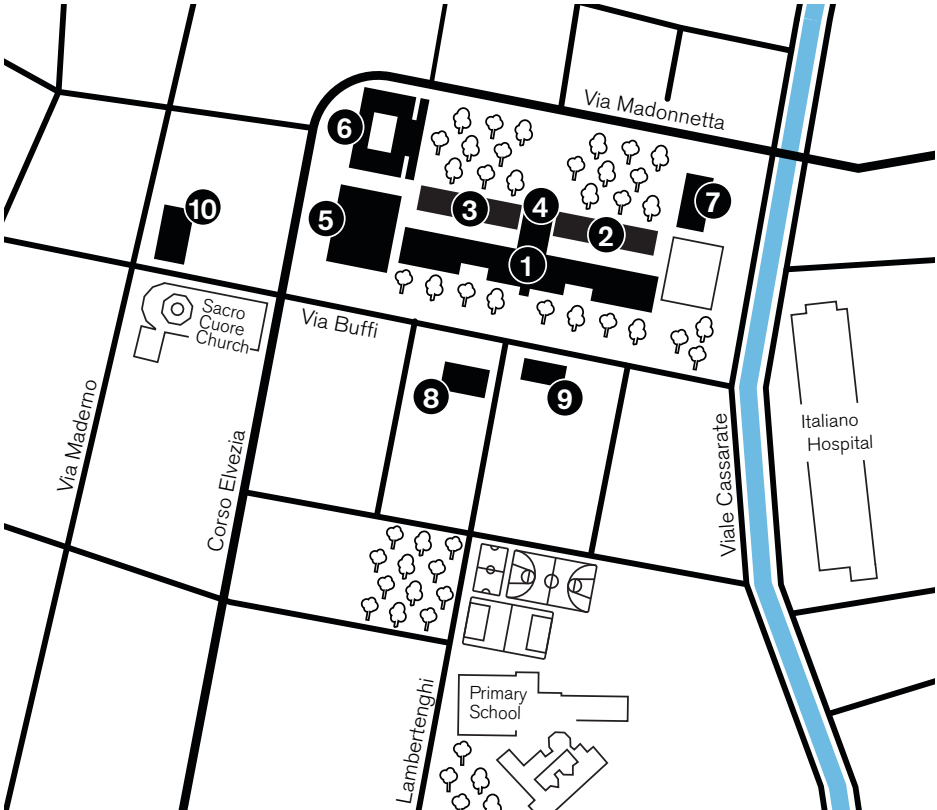 Via Madonnetta
6
10
7
3
4
5
2
1
Sacro
Cuore
Church
Via Buffi
8
9
Via Maderno
Corso Elvezia
Viale Cassarate
Italiano
Hospital
Lambertenghi
Primary
School